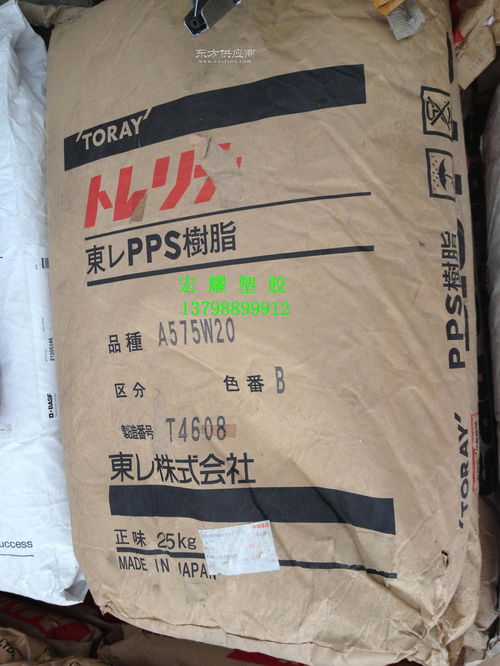 东方供应商
'TORAY'
トレリナ
東レPPS樹脂
宏耀塑胶
13798899912
品種 A575W20
区分 色番 B
製造番号 T4608
東レ株式会社
正味 25kg
MADE IN JAPAN
PPS樹脂
'TORAY'
BASF
21006146
uccess